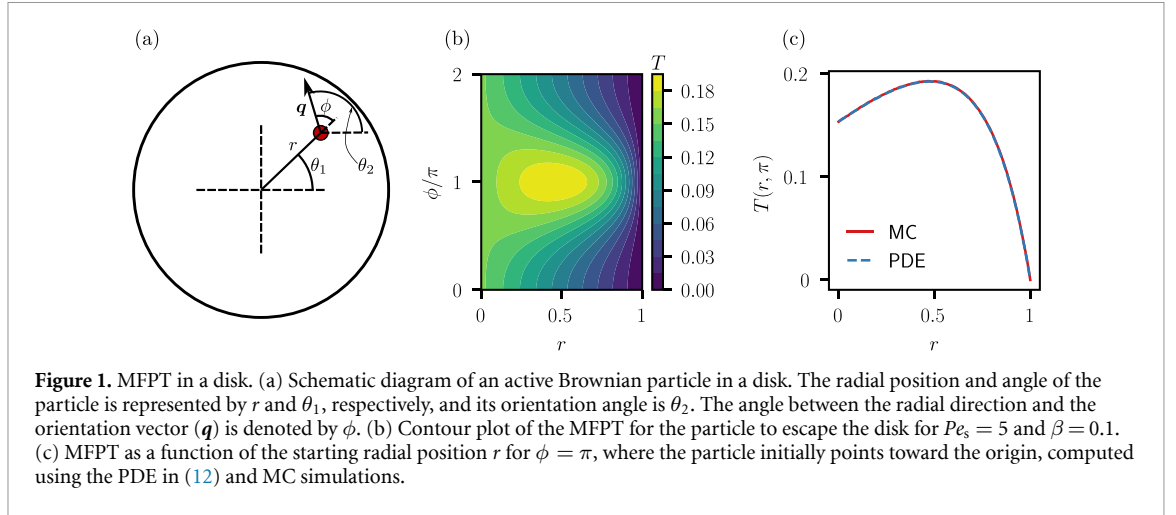 (a)
(b)
(c)
q
ϕ
r
θ₁
θ₂
T
2
1
0
ϕ/π
0
0.5
1
r
0.18
0.15
0.12
0.09
0.06
0.03
0.00
0.2
0.1
0
T(r, π)
MC
PDE
0
0.5
1
r
Figure 1. MFPT in a disk. (a) Schematic diagram of an active Brownian particle in a disk. The radial position and angle of the
particle is represented by r and θ₁, respectively, and its orientation angle is θ₂. The angle between the radial direction and the
orientation vector (q) is denoted by ϕ. (b) Contour plot of the MFPT for the particle to escape the disk for Peₛ = 5 and β = 0.1.
(c) MFPT as a function of the starting radial position r for ϕ = π, where the particle initially points toward the origin, computed
using the PDE in (12) and MC simulations.